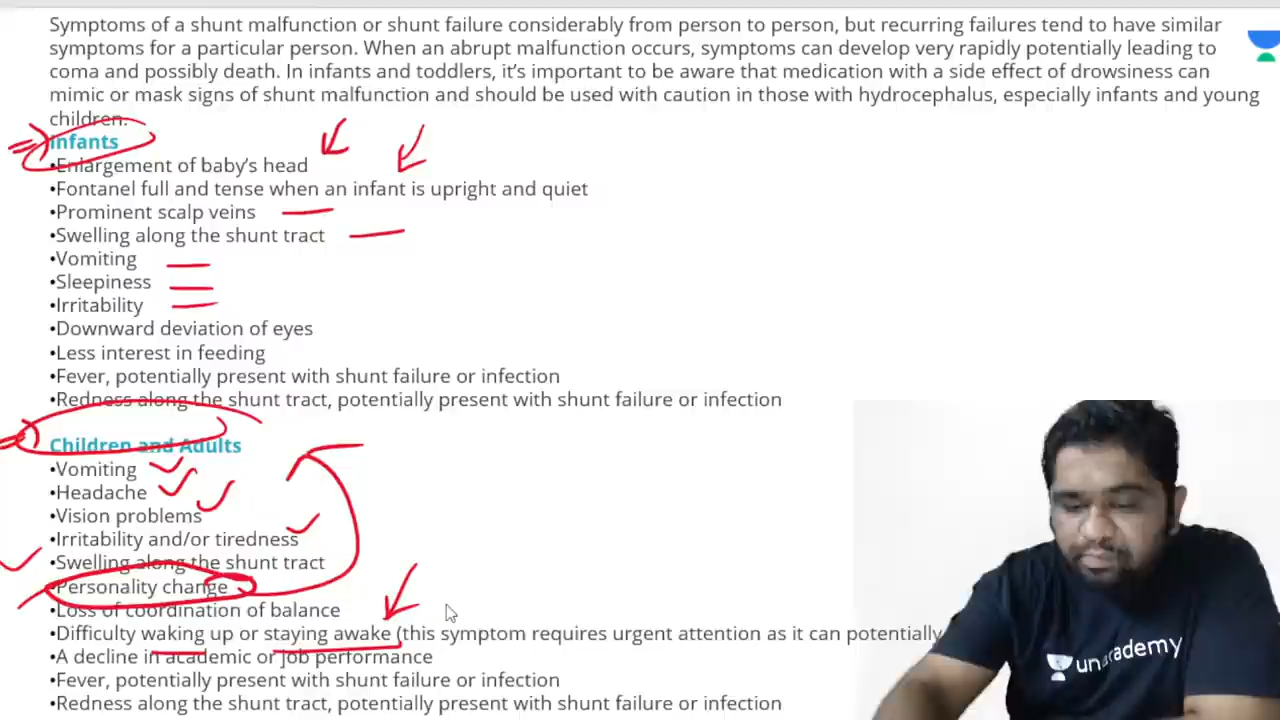 Symptoms of a shunt malfunction or shunt failure considerably from person to person, but recurring failures tend to have similar
symptoms for a particular person. When an abrupt malfunction occurs, symptoms can develop very rapidly potentially leading to
coma and possibly death. In infants and toddlers, it's important to be aware that medication with a side effect of drowsiness can
mimic or mask signs of shunt malfunction and should be used with caution in those with hydrocephalus, especially infants and young
children.
Infants
•Enlargement of baby's head
•Fontanel full and tense when an infant is upright and quiet
•Prominent scalp veins
•Swelling along the shunt tract
•Vomiting
•Sleepiness
•Irritability
•Downward deviation of eyes
•Less interest in feeding
•Fever, potentially present with shunt failure or infection
•Redness along the shunt tract, potentially present with shunt failure or infection
Children and Adults
•Vomiting
•Headache
•Vision problems
•Irritability and/or tiredness
•Swelling along the shunt tract
•Personality change
•Loss of coordination of balance
•Difficulty waking up or staying awake (this symptom requires urgent attention as it can potentially
•A decline in academic or job performance
•Fever, potentially present with shunt failure or infection
•Redness along the shunt tract, potentially present with shunt failure or infection
unacademy